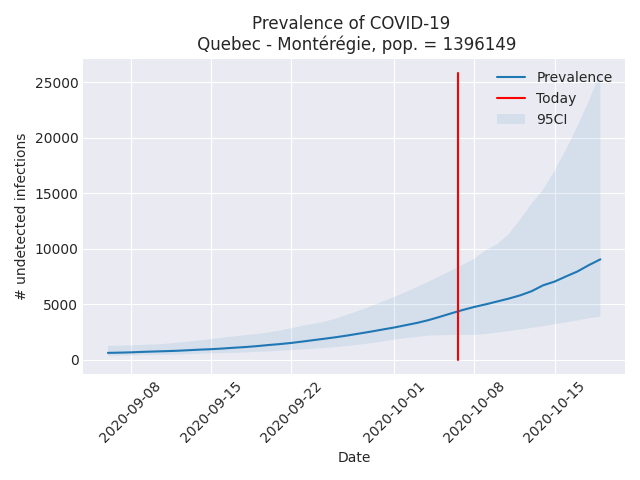 Prevalence of COVID-19
Quebec - Montérégie, pop. = 1396149
Prevalence
Today
95CI
# undetected infections
25000
20000
15000
10000
5000
0
2020-09-08
2020-09-15
2020-09-22
2020-10-01
2020-10-08
2020-10-15
Date